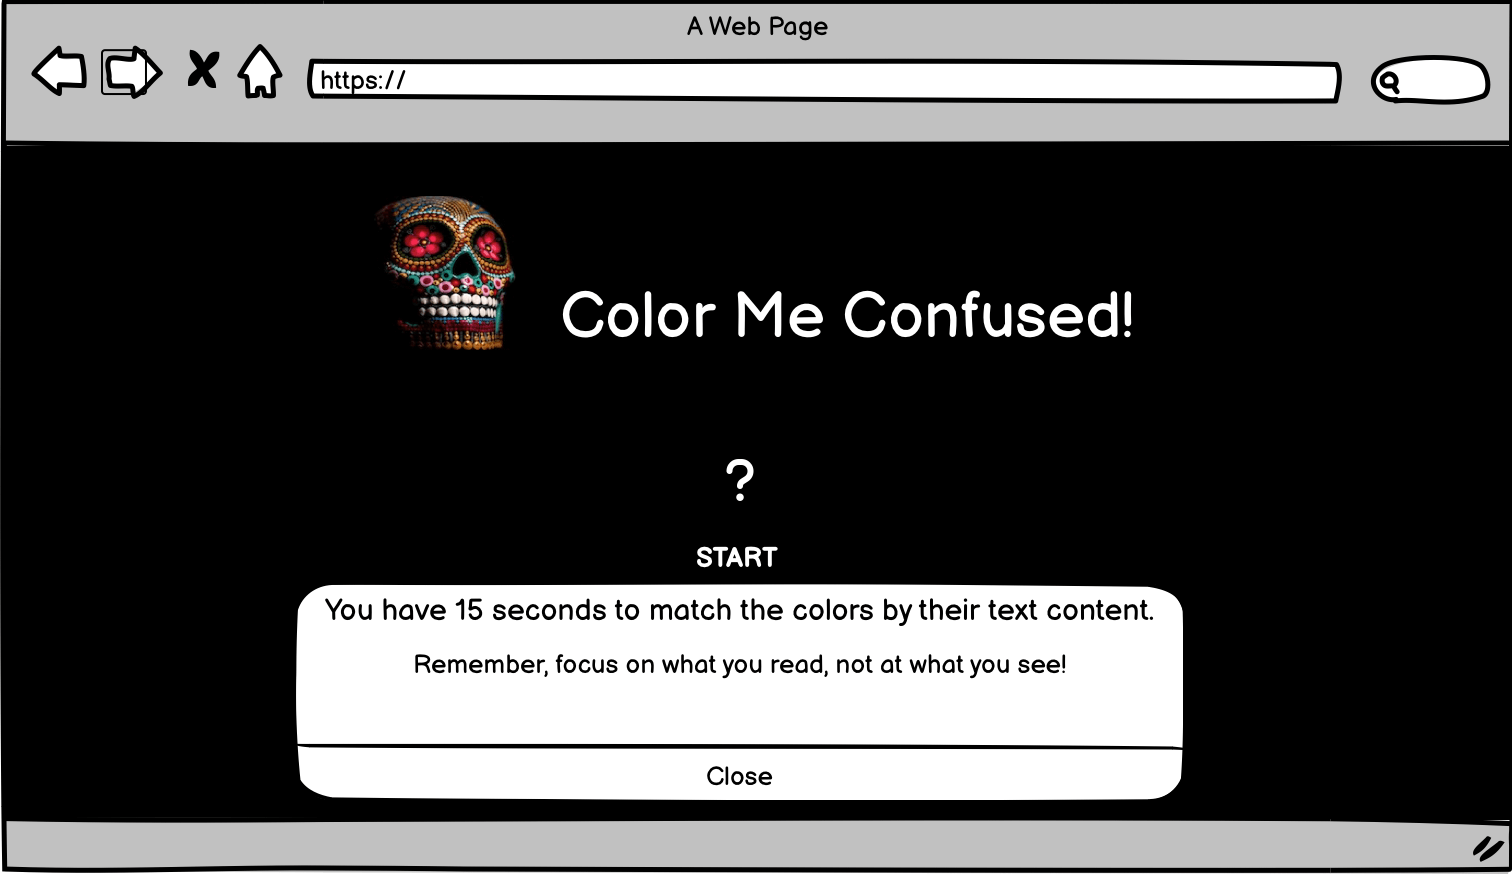 A Web Page
https://
Color Me Confused!
?
START
You have 15 seconds to match the colors by their text content.
Remember, focus on what you read, not at what you see!
Close